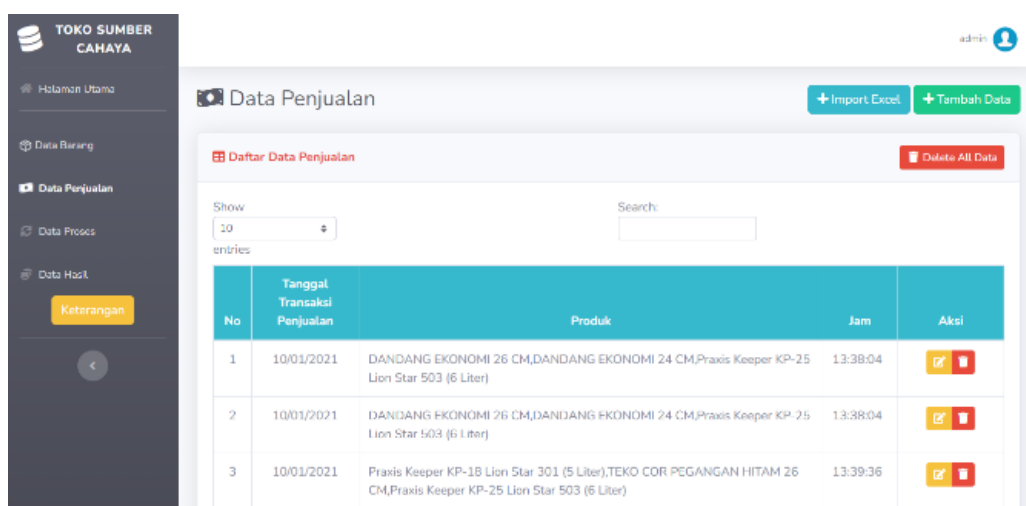 TOKO SUMBER
CAHAYA
admin
Halaman Utama
Data Barang
Data Penjualan
Data Proses
Data Hasil
Keterangan
Data Penjualan
Import Excel
Tambah Data
Daftar Data Penjualan
Delete All Data
Show
10
entries
Search:
No
Tanggal
Transaksi
Penjualan
Produk
Jam
Aksi
1
10/01/2021
DANDANG EKONOMI 26 CM,DANDANG EKONOMI 24 CM,Praxis Keeper KP-25
Lion Star 503 (6 Liter)
13:38:04
2
10/01/2021
DANDANG EKONOMI 26 CM,DANDANG EKONOMI 24 CM,Praxis Keeper KP-25
Lion Star 503 (6 Liter)
13:38:04
3
10/01/2021
Praxis Keeper KP-18 Lion Star 301 (5 Liter),TEKO COR PEGANGAN HITAM 26
CM,Praxis Keeper KP-25 Lion Star 503 (6 Liter)
13:39:36